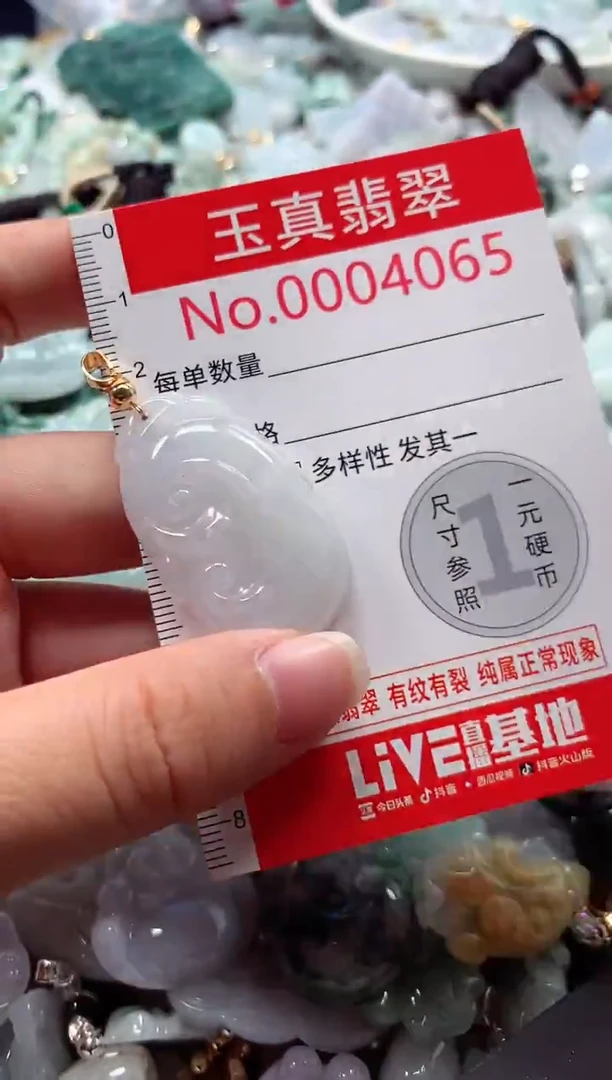 玉真翡翠
No.0004065
每单数量
格
多样性 发其一
尺寸参照
一元硬币
1
翡翠 有纹有裂 纯属正常现象
LiVE直播基地
今日头条 抖音 西瓜视频 抖音火山版
0
1
2
8